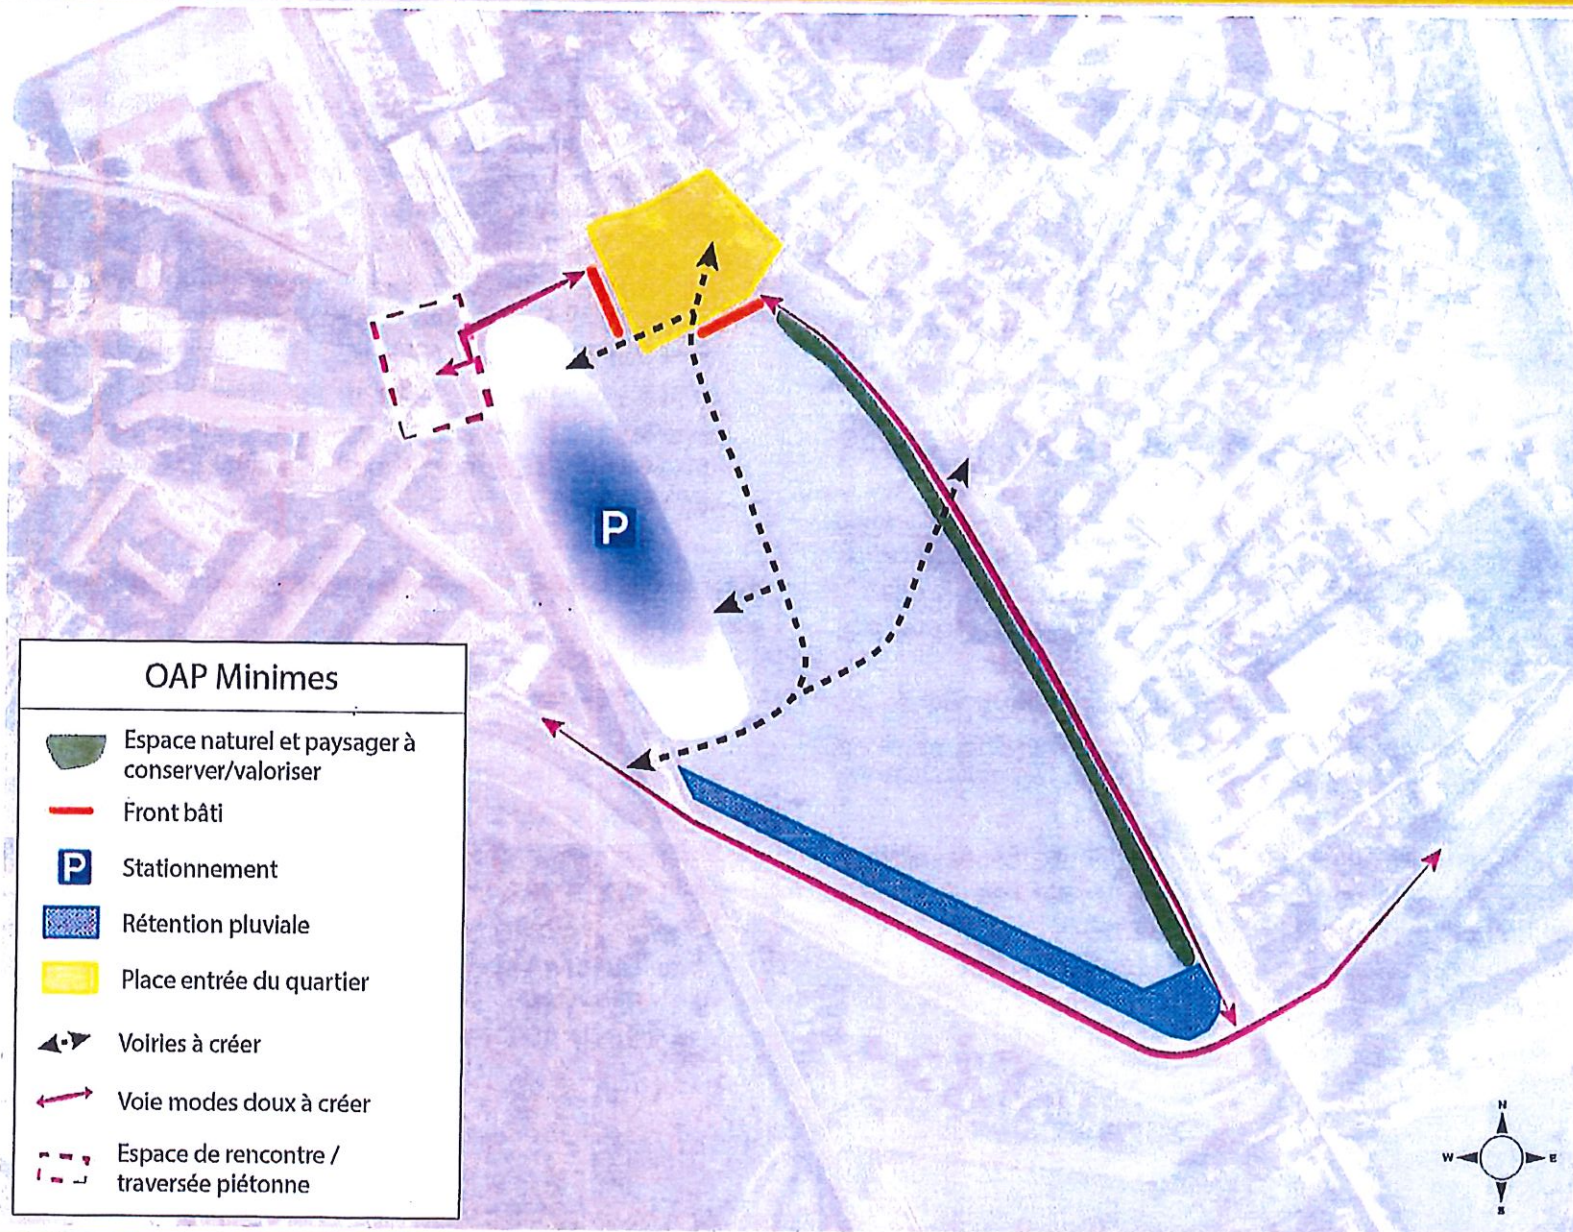 P
OAP Minimes
Espace naturel et paysager à
conserver/valoriser
Front bâti
P
Stationnement
Rétention pluviale
Place entrée du quartier
Voiries à créer
Voie modes doux à créer
Espace de rencontre /
traversée piétonne
N
W E
S